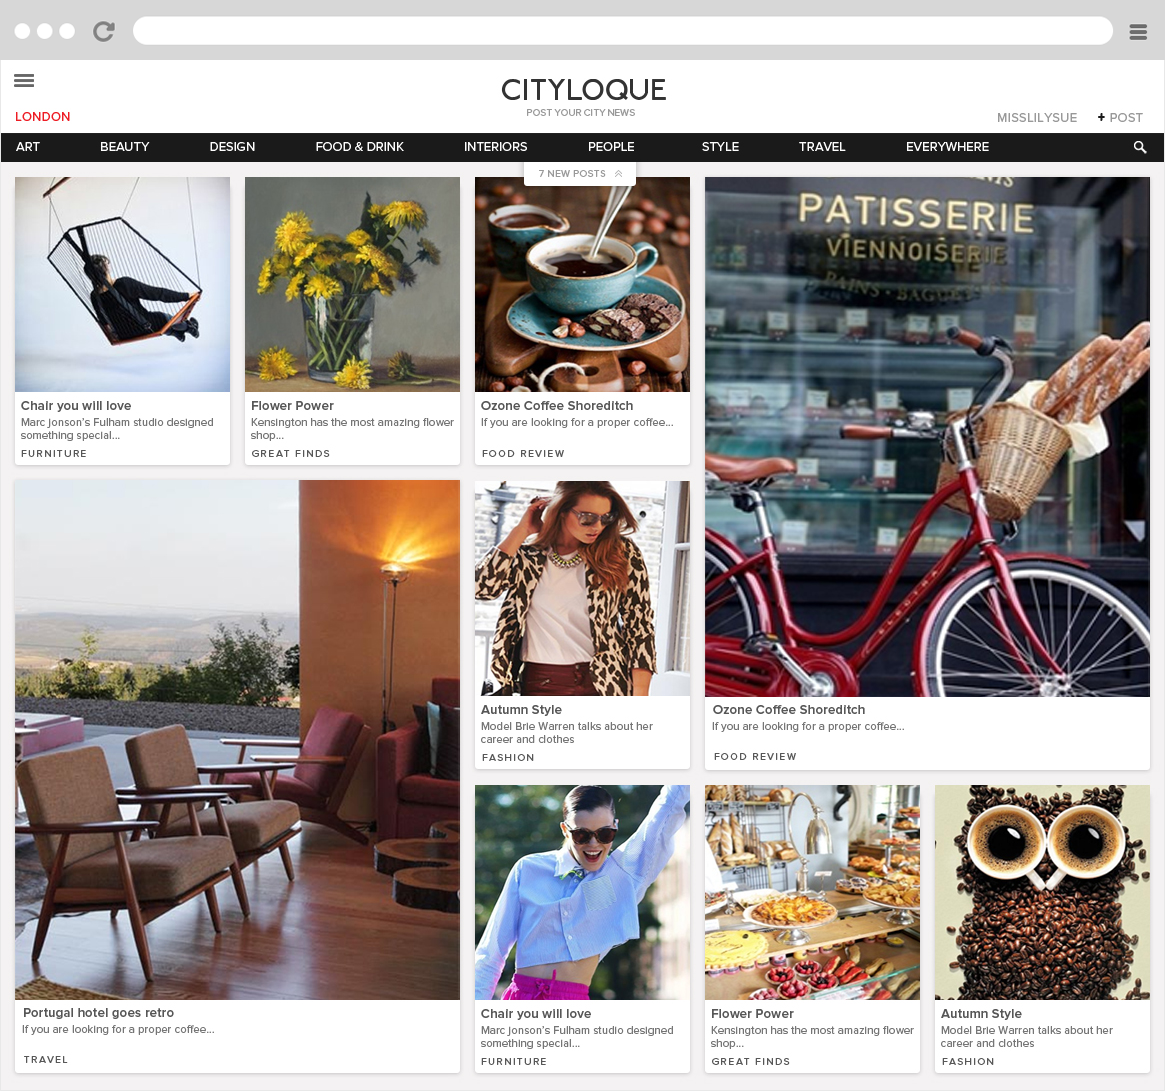 CITYLOQUE
POST YOUR CITY NEWS
LONDON
MISSLILYSUE
+ POST
ART
BEAUTY
DESIGN
FOOD & DRINK
INTERIORS
PEOPLE
STYLE
TRAVEL
EVERYWHERE
7 NEW POSTS
PATISSERIE
VIENNOISERIE
Chair you will love
Marc jonson's Fulham studio designed
something special...
FURNITURE
Flower Power
Kensington has the most amazing flower
shop...
GREAT FINDS
Ozone Coffee Shoreditch
If you are looking for a proper coffee...
FOOD REVIEW
Autumn Style
Model Brie Warren talks about her
career and clothes
FASHION
Ozone Coffee Shoreditch
If you are looking for a proper coffee...
FOOD REVIEW
Portugal hotel goes retro
If you are looking for a proper coffee...
TRAVEL
Chair you will love
Marc jonson's Fulham studio designed
something special...
FURNITURE
Flower Power
Kensington has the most amazing flower
shop...
GREAT FINDS
Autumn Style
Model Brie Warren talks about her
career and clothes
FASHION